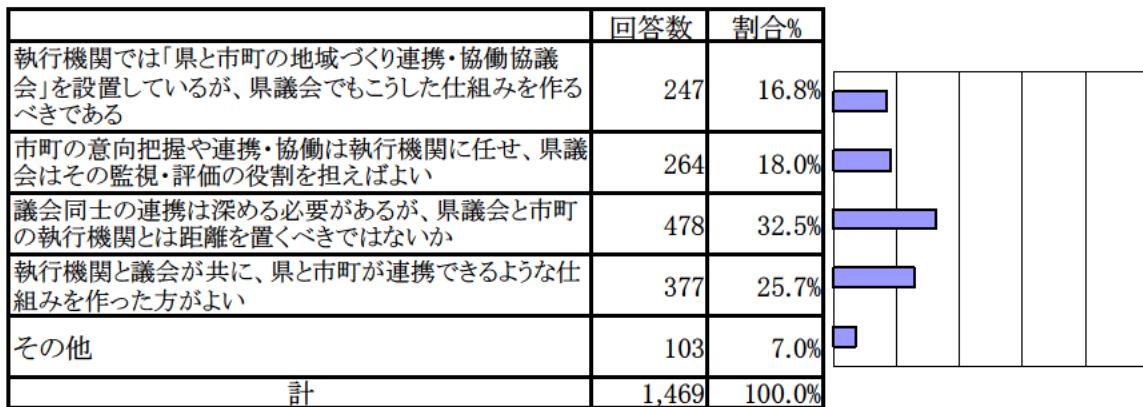 回答数 割合%
執行機関では「県と市町の地域づくり連携・協働協議
会」を設置しているが、県議会でもこうした仕組みを作る
べきである
247 16.8%
市町の意向把握や連携・協働は執行機関に任せ、県議
会はその監視・評価の役割を担えばよい
264 18.0%
議会同士の連携は深める必要があるが、県議会と市町
の執行機関とは距離を置くべきではないか
478 32.5%
執行機関と議会が共に、県と市町が連携できるような仕
組みを作った方がよい
377 25.7%
その他 103 7.0%
計 1,469 100.0%